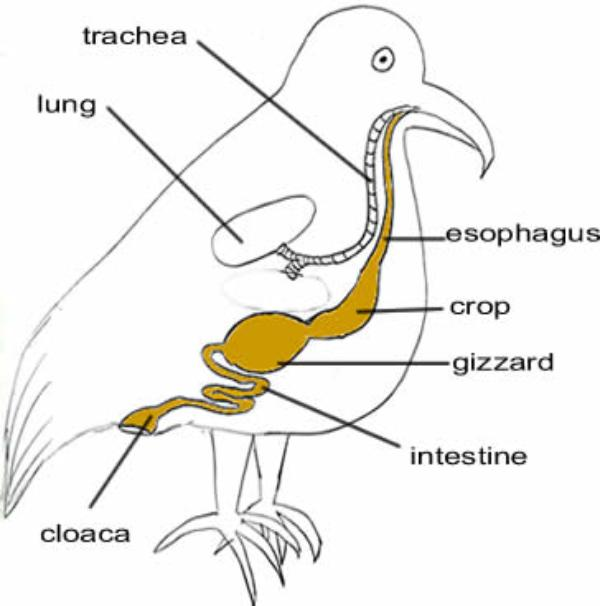 trachea
lung
esophagus
crop
gizzard
intestine
cloaca